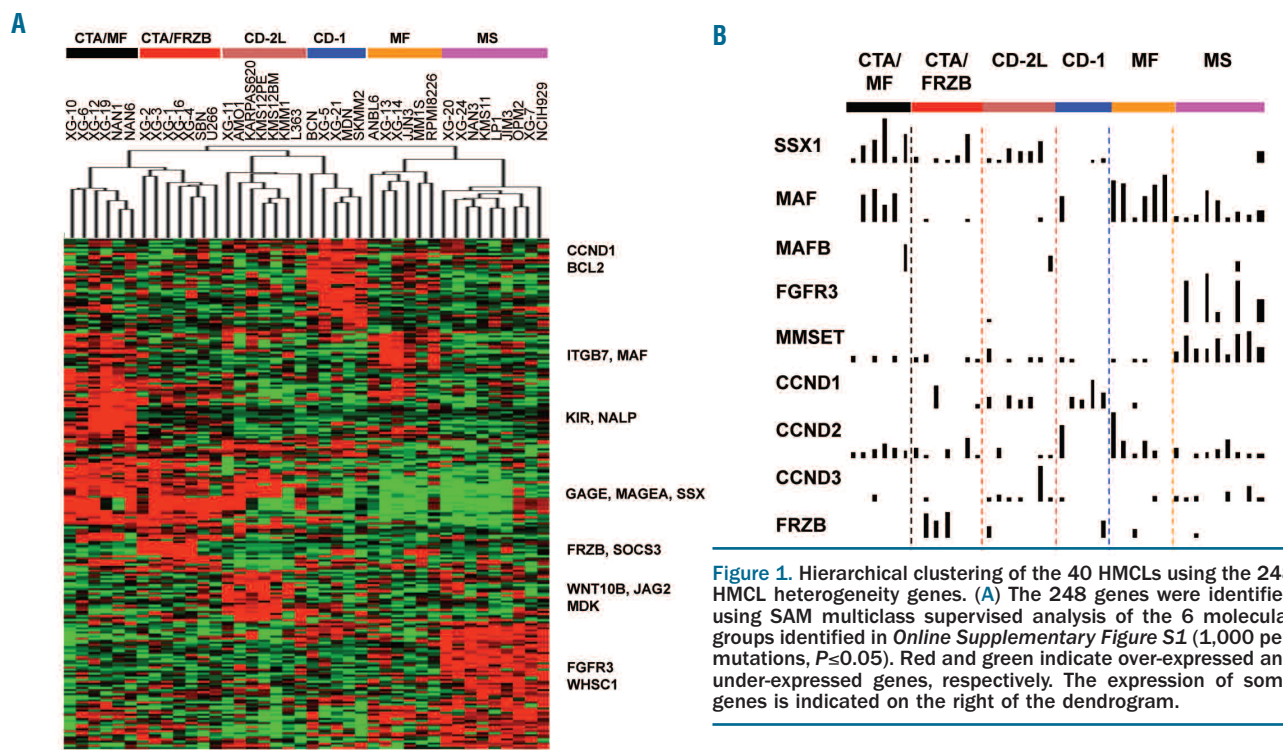 A
CTA/MF CTA/FRZB CD-2L CD-1 MF MS
XG-10
XG-6
XG-12
XG-19
NAN1
NAN6
XG-2
XG-3
XG-1
XG-16
XG-4
SBN
U266
XG-11
AMO1
KARPAS620
KMS12PE
KMS12BM
KMM1
L363
BCN
XG-5
XG-21
MDN
SKMM2
ANBL6
XG-13
XG-14
JJN3
MM1S
RPMI8226
XG-20
XG-24
NAN3
KMS11
LP1
JIM3
OPM2
XG-7
NCIH929
CCND1
BCL2
ITGB7, MAF
KIR, NALP
GAGE, MAGEA, SSX
FRZB, SOCS3
WNT10B, JAG2
MDK
FGFR3
WHSC1
B
CTA/ CTA/ CD-2L CD-1 MF MS
MF FRZB
SSX1
MAF
MAFB
FGFR3
MMSET
CCND1
CCND2
CCND3
FRZB
Figure 1. Hierarchical clustering of the 40 HMCLs using the 24
HMCL heterogeneity genes. (A) The 248 genes were identifie
using SAM multiclass supervised analysis of the 6 molecula
groups identified in Online Supplementary Figure S1 (1,000 pe
mutations, P≤0.05). Red and green indicate over-expressed an
under-expressed genes, respectively. The expression of som
genes is indicated on the right of the dendrogram.